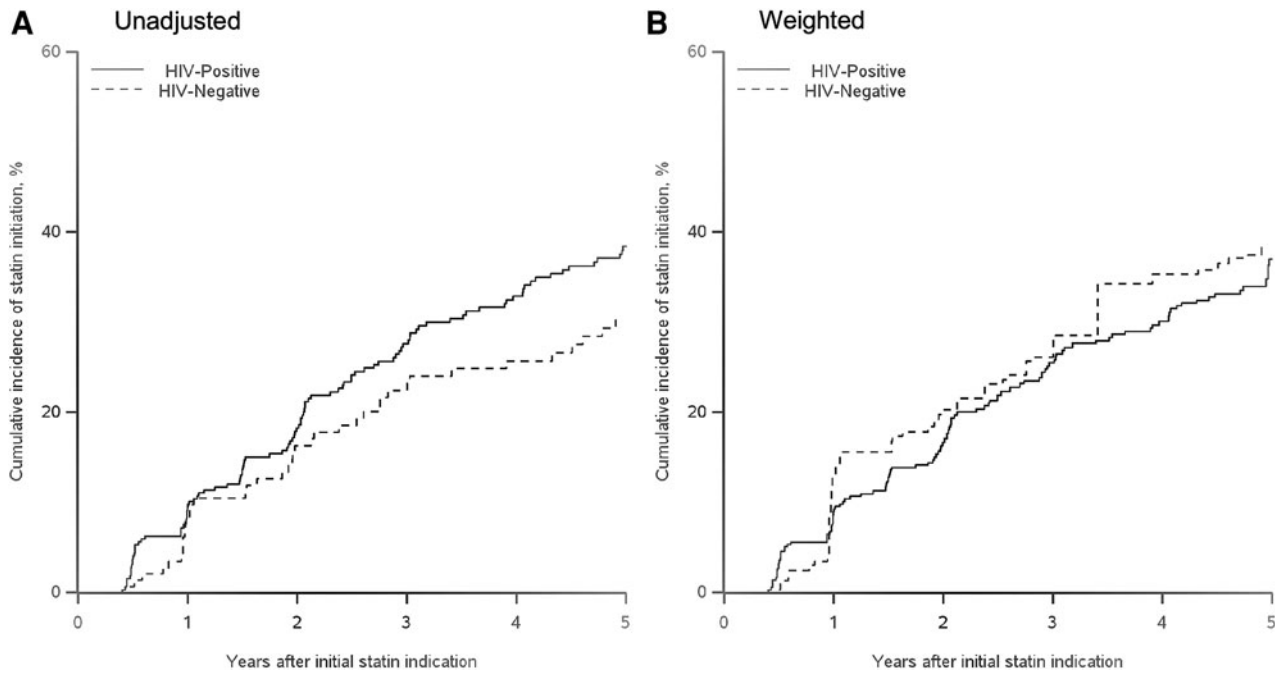 A Unadjusted
60
HIV-Positive
HIV-Negative
40
20
0
Cumulative incidence of statin initiation, %
0 1 2 3 4 5
Years after initial statin indication
B Weighted
60
HIV-Positive
HIV-Negative
40
20
0
Cumulative incidence of statin initiation, %
0 1 2 3 4 5
Years after initial statin indication